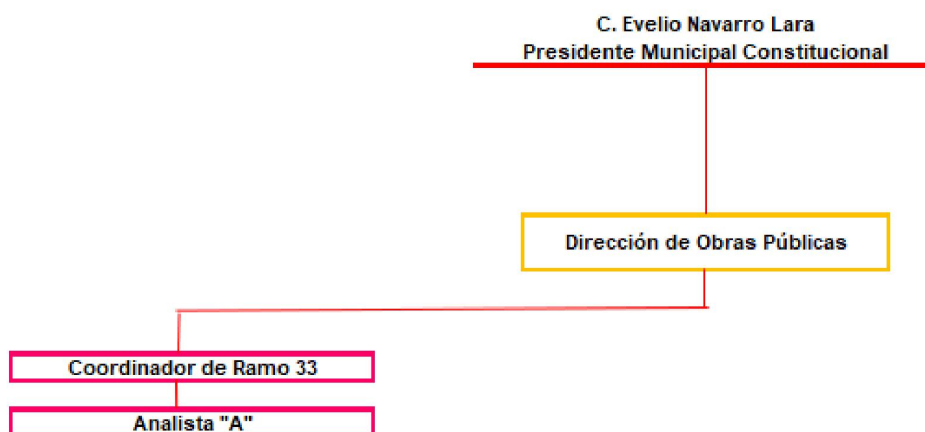 C. Evelio Navarro Lara
Presidente Municipal Constitucional
Dirección de Obras Públicas
Coordinador de Ramo 33
Analista "A"